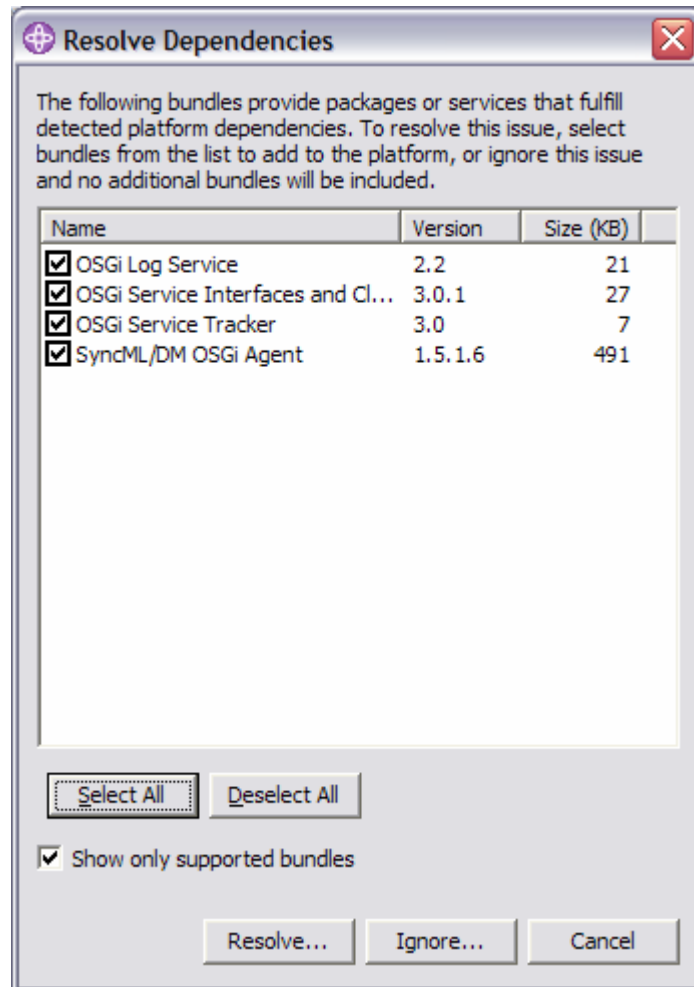 Resolve Dependencies
The following bundles provide packages or services that fulfill
detected platform dependencies. To resolve this issue, select
bundles from the list to add to the platform, or ignore this issue
and no additional bundles will be included.
Name Version Size (KB)
OSGi Log Service 2.2 21
OSGi Service Interfaces and Cl... 3.0.1 27
OSGi Service Tracker 3.0 7
SyncML/DM OSGi Agent 1.5.1.6 491
Select All Deselect All
Show only supported bundles
Resolve... Ignore... Cancel